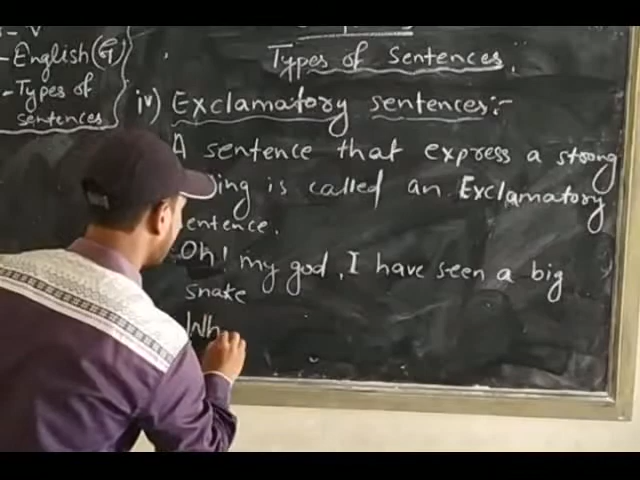 - V
- English (G)
- Types of
sentences
Types of Sentences:
iv) Exclamatory sentences:-
A sentence that express a strong
ing is called an Exclamatory
entence.
Oh! my god, I have seen a big
snake
Wh